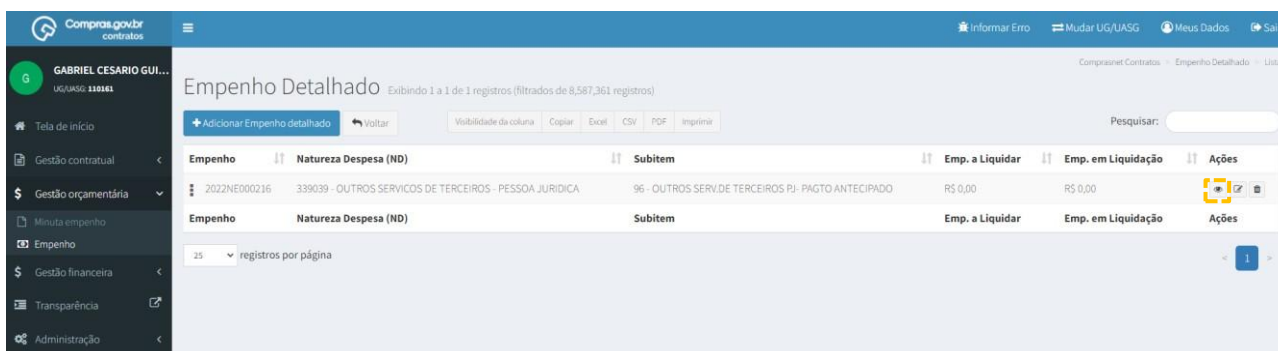 Compras.gov.br
contratos
Informar Erro
Mudar UG/UASG
Meus Dados
Sai
G
GABRIEL CESARIO GUI...
UG/UASG: 110161
Comprasnet Contratos > Empenho Detalhado > Lista
Empenho Detalhado Exibindo 1 a 1 de 1 registros (filtrados de 8,587,361 registros)
+ Adicionar Empenho detalhado
Voltar
Visibilidade da coluna Copiar Excel CSV PDF Imprimir
Pesquisar:
Tela de início
Gestão contratual
Gestão orçamentária
Minuta empenho
Empenho
Gestão financeira
Transparência
Administração
Empenho Natureza Despesa (ND) Subitem Emp. a Liquidar Emp. em Liquidação Ações
2022NE000216 339039 - OUTROS SERVICOS DE TERCEIROS - PESSOA JURIDICA 96 - OUTROS SERV.DE TERCEIROS PJ- PAGTO ANTECIPADO R$ 0,00 R$ 0,00
Empenho Natureza Despesa (ND) Subitem Emp. a Liquidar Emp. em Liquidação Ações
25 registros por página
< 1 >